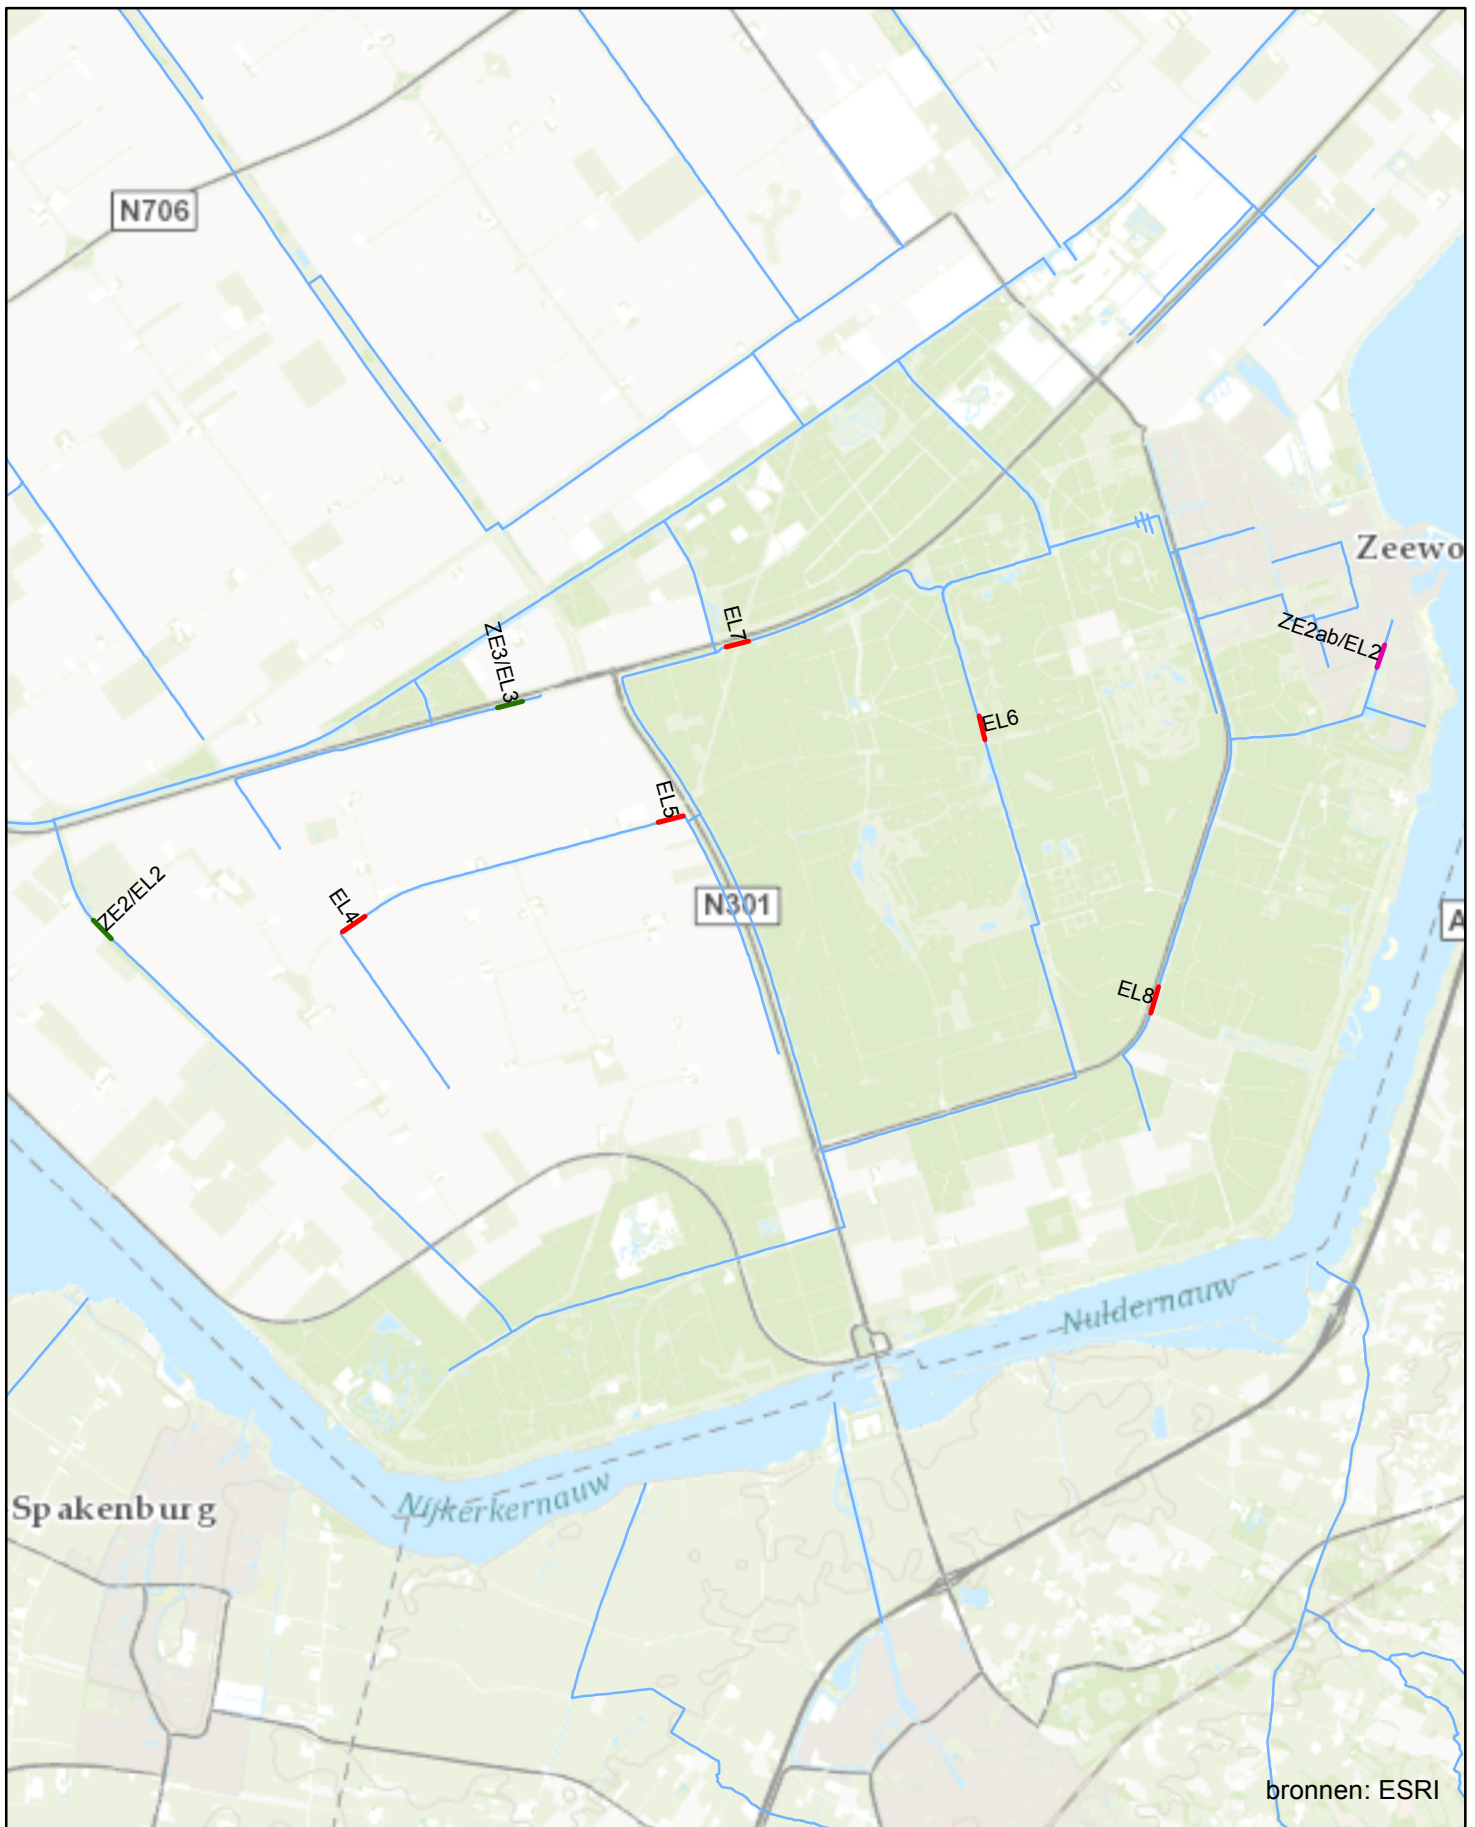 N706
Zeewo
EL7
ZE3/EL3
ZE2ab/EL2
EL6
EL5
ZE2/EL2
EL4
N301
A
EL8
Nuldernauw
Nijkerkernauw
Spakenburg
bronnen: ESRI